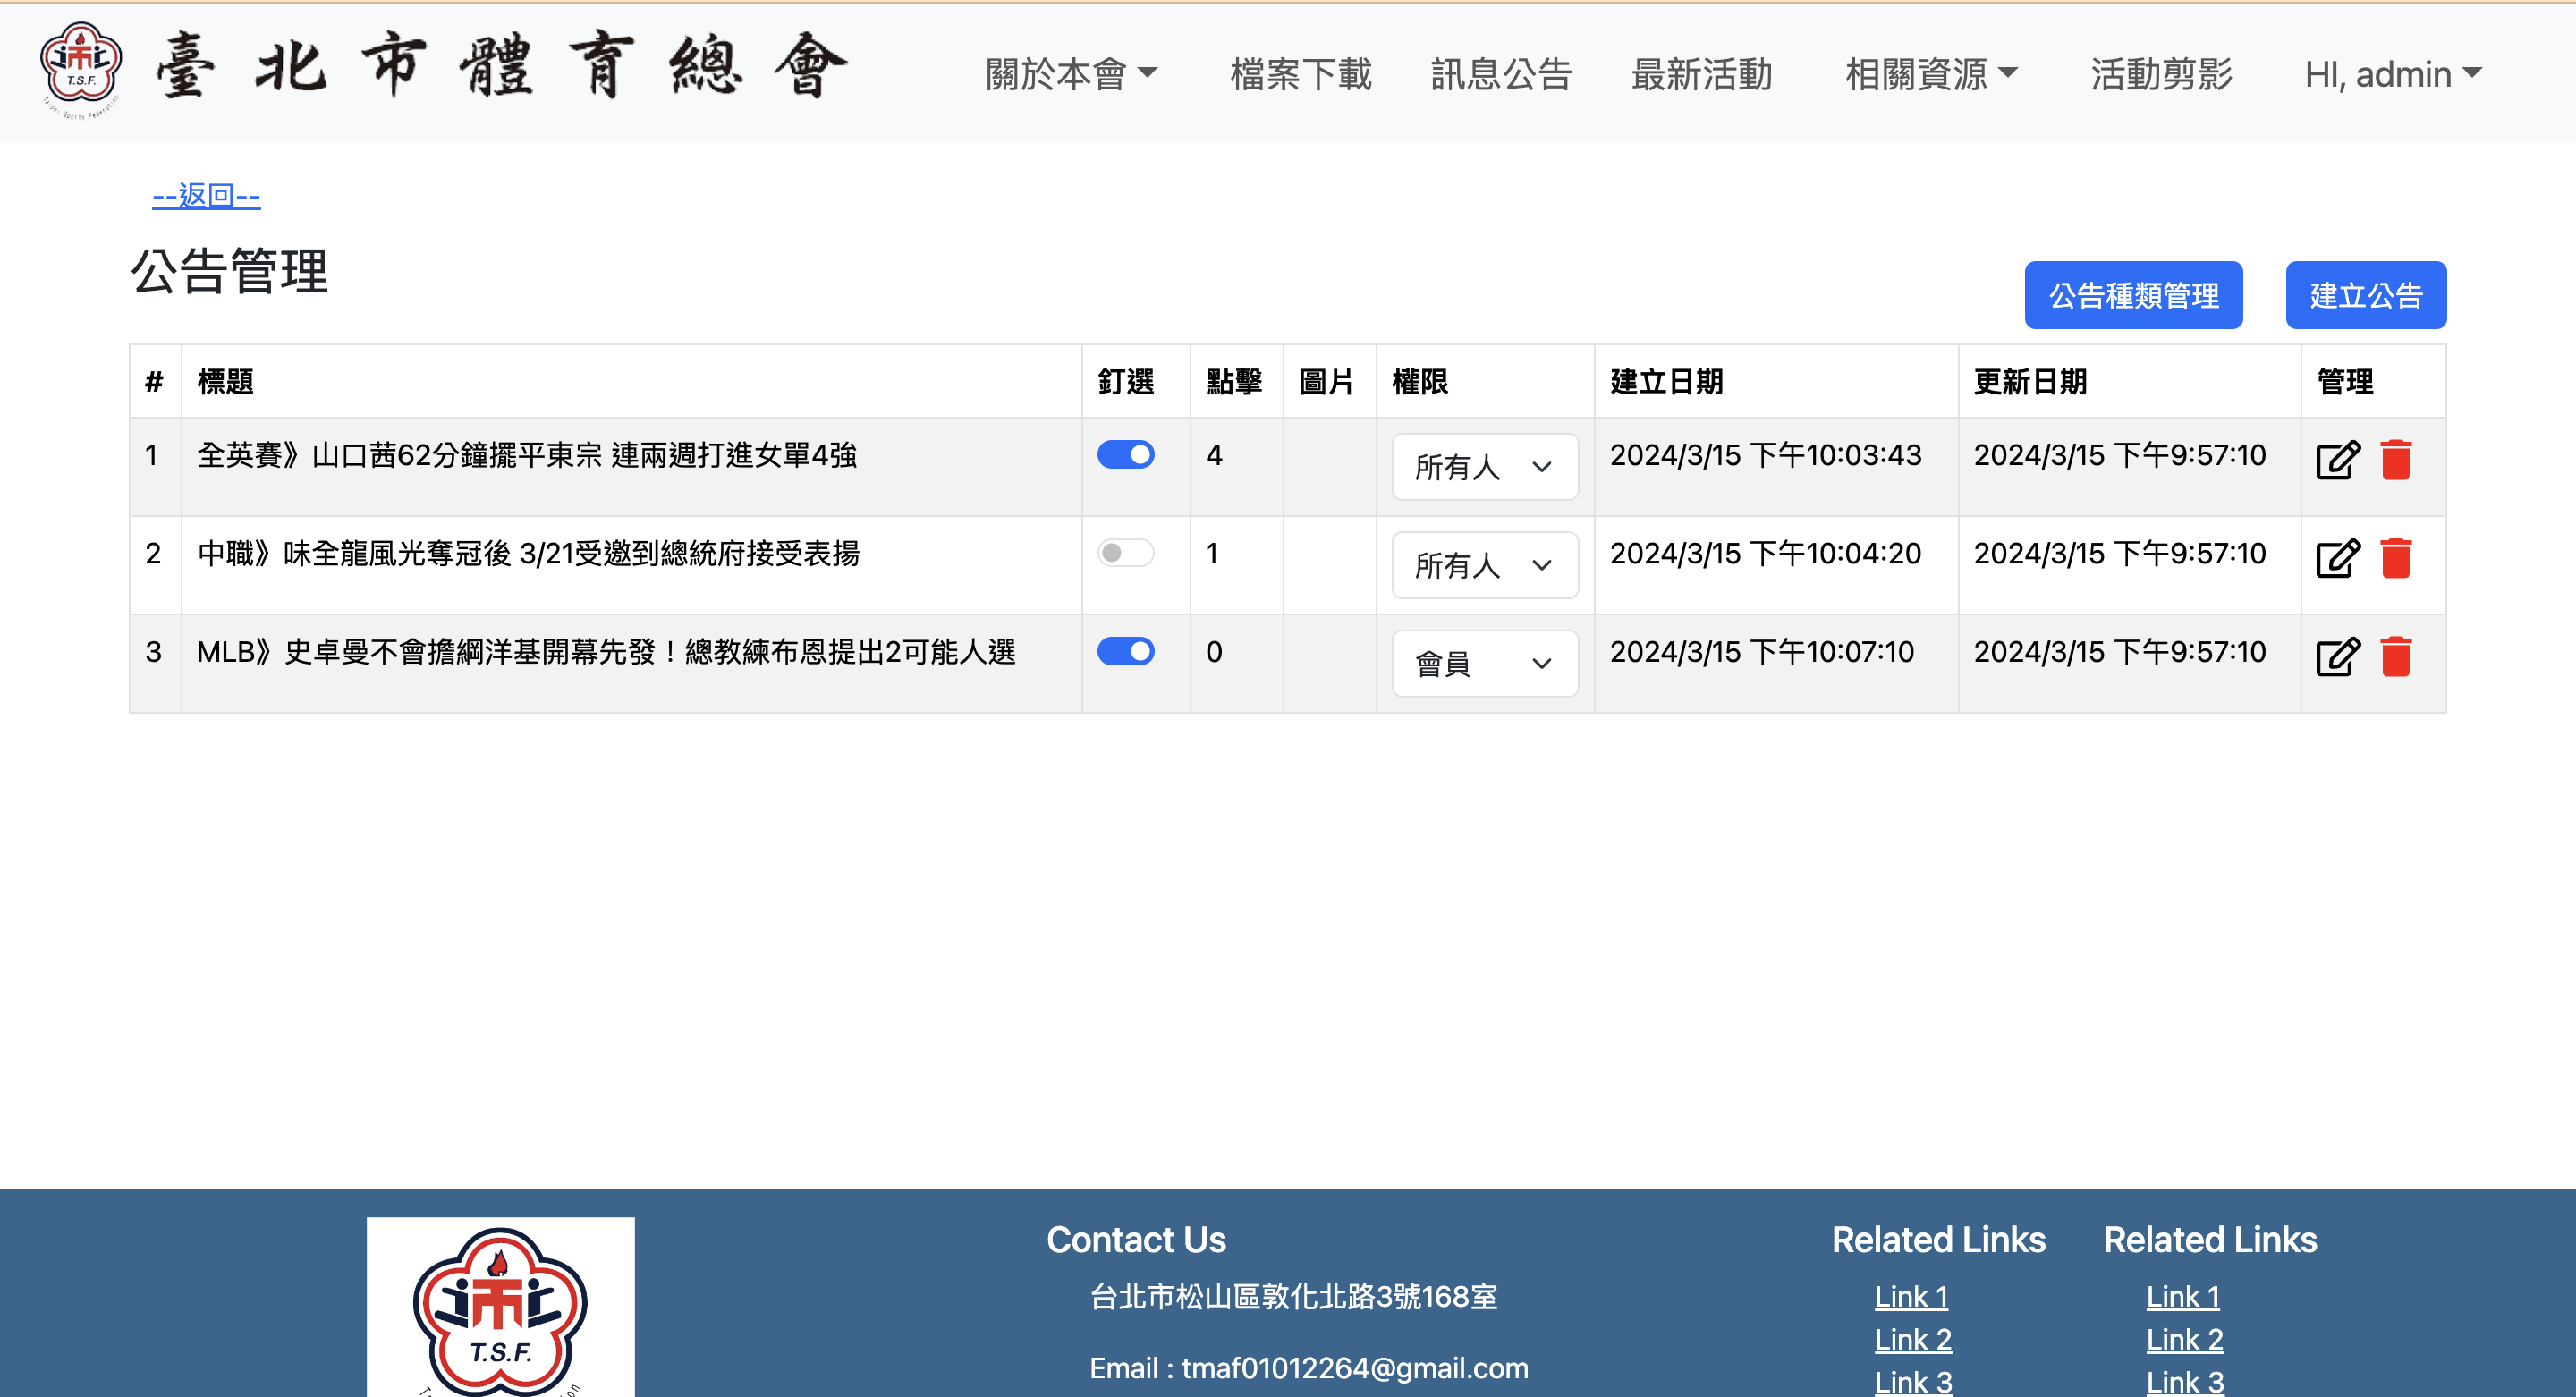 臺北市體育總會
T.S.F.
Taipei Sports Federation
關於本會 檔案下載 訊息公告 最新活動 相關資源 活動剪影 HI, admin
--返回--
公告管理
公告種類管理 建立公告
# 標題 釘選 點擊 圖片 權限 建立日期 更新日期 管理
1 全英賽》山口茜62分鐘擺平東宗 連兩週打進女單4強 4 所有人 2024/3/15 下午10:03:43 2024/3/15 下午9:57:10
2 中職》味全龍風光奪冠後 3/21受邀到總統府接受表揚 1 所有人 2024/3/15 下午10:04:20 2024/3/15 下午9:57:10
3 MLB》史卓曼不會擔綱洋基開幕先發！總教練布恩提出2可能人選 0 會員 2024/3/15 下午10:07:10 2024/3/15 下午9:57:10
T.S.F.
Contact Us
台北市松山區敦化北路3號168室
Email : tmaf01012264@gmail.com
Related Links
Link 1
Link 2
Link 3
Related Links
Link 1
Link 2
Link 3